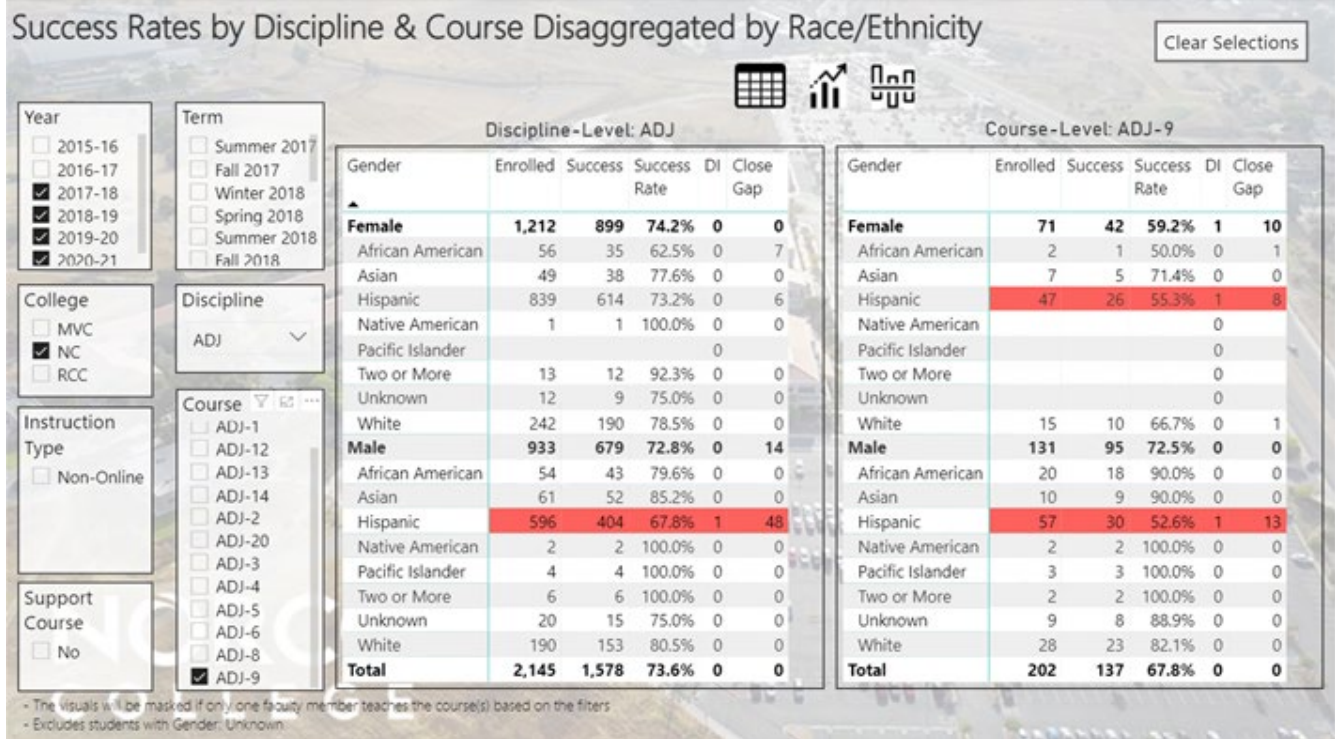 Success Rates by Discipline & Course Disaggregated by Race/Ethnicity
Clear Selections
Year
2015-16
2016-17
2017-18
2018-19
2019-20
2020-21
Term
Summer 2017
Fall 2017
Winter 2018
Spring 2018
Summer 2018
Fall 2018
College
MVC
NC
RCC
Discipline
ADJ
Instruction
Type
Non-Online
Support
Course
No
Course
ADJ-1
ADJ-12
ADJ-13
ADJ-14
ADJ-2
ADJ-20
ADJ-3
ADJ-4
ADJ-5
ADJ-6
ADJ-8
ADJ-9
Discipline-Level: ADJ
Gender Enrolled Success Success Rate DI Close Gap
Female 1,212 899 74.2% 0 0
African American 56 35 62.5% 0 7
Asian 49 38 77.6% 0 0
Hispanic 839 614 73.2% 0 6
Native American 1 1 100.0% 0 0
Pacific Islander 0
Two or More 13 12 92.3% 0 0
Unknown 12 9 75.0% 0 0
White 242 190 78.5% 0 0
Male 933 679 72.8% 0 14
African American 54 43 79.6% 0 0
Asian 61 52 85.2% 0 0
Hispanic 596 404 67.8% 1 48
Native American 2 2 100.0% 0 0
Pacific Islander 4 4 100.0% 0 0
Two or More 6 6 100.0% 0 0
Unknown 20 15 75.0% 0 0
White 190 153 80.5% 0 0
Total 2,145 1,578 73.6% 0 0
Course-Level: ADJ-9
Gender Enrolled Success Success Rate DI Close Gap
Female 71 42 59.2% 1 10
African American 2 1 50.0% 0 1
Asian 7 5 71.4% 0 0
Hispanic 47 26 55.3% 1 8
Native American 0
Pacific Islander 0
Two or More 0
Unknown 0
White 15 10 66.7% 0 1
Male 131 95 72.5% 0 0
African American 20 18 90.0% 0 0
Asian 10 9 90.0% 0 0
Hispanic 57 30 52.6% 1 13
Native American 2 2 100.0% 0 0
Pacific Islander 3 3 100.0% 0 0
Two or More 2 2 100.0% 0 0
Unknown 9 8 88.9% 0 0
White 28 23 82.1% 0 0
Total 202 137 67.8% 0 0
- The visuals will be masked if only one faculty member teaches the course(s) based on the filters
- Excludes students with Gender: Unknown
COLLEGE